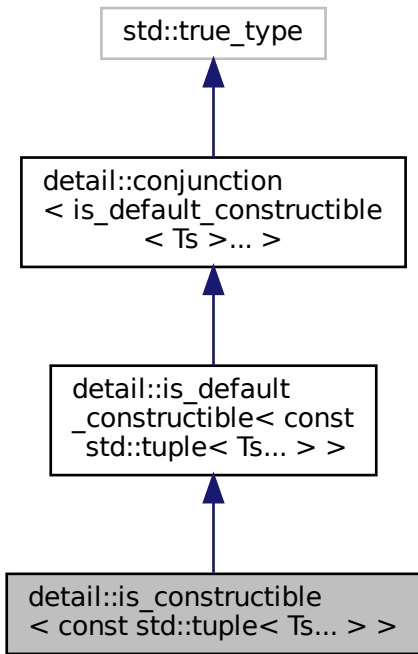 std::true_type
detail::conjunction
< is_default_constructible
< Ts >... >
detail::is_default
_constructible< const
std::tuple< Ts... > >
detail::is_constructible
< const std::tuple< Ts... > >